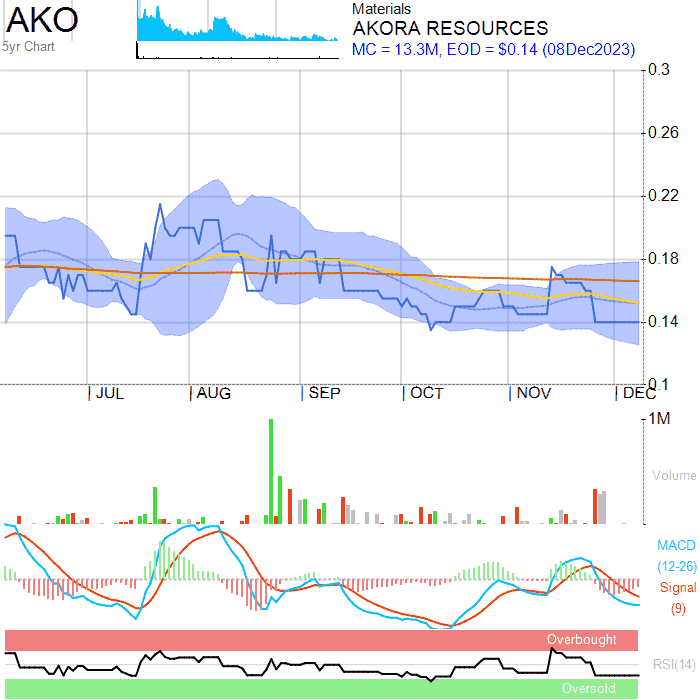 AKO
5yr Chart
Materials
AKORA RESOURCES
MC = 13.3M, EOD = $0.14 (08Dec2023)
0.3
0.26
0.22
0.18
0.14
0.1
JUL AUG SEP OCT NOV DEC
1M
Volume
MACD
(12-26)
Signal
(9)
Overbought
RSI(14)
Oversold